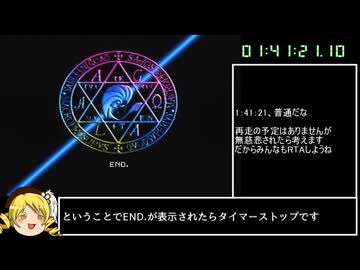 01:41:21.10
END.
1:41:21、普通だな
再走の予定はありませんが
無慈悲されたら考えます
だからみんなもRTAしようね
ということでEND.が表示されたらタイマーストップです